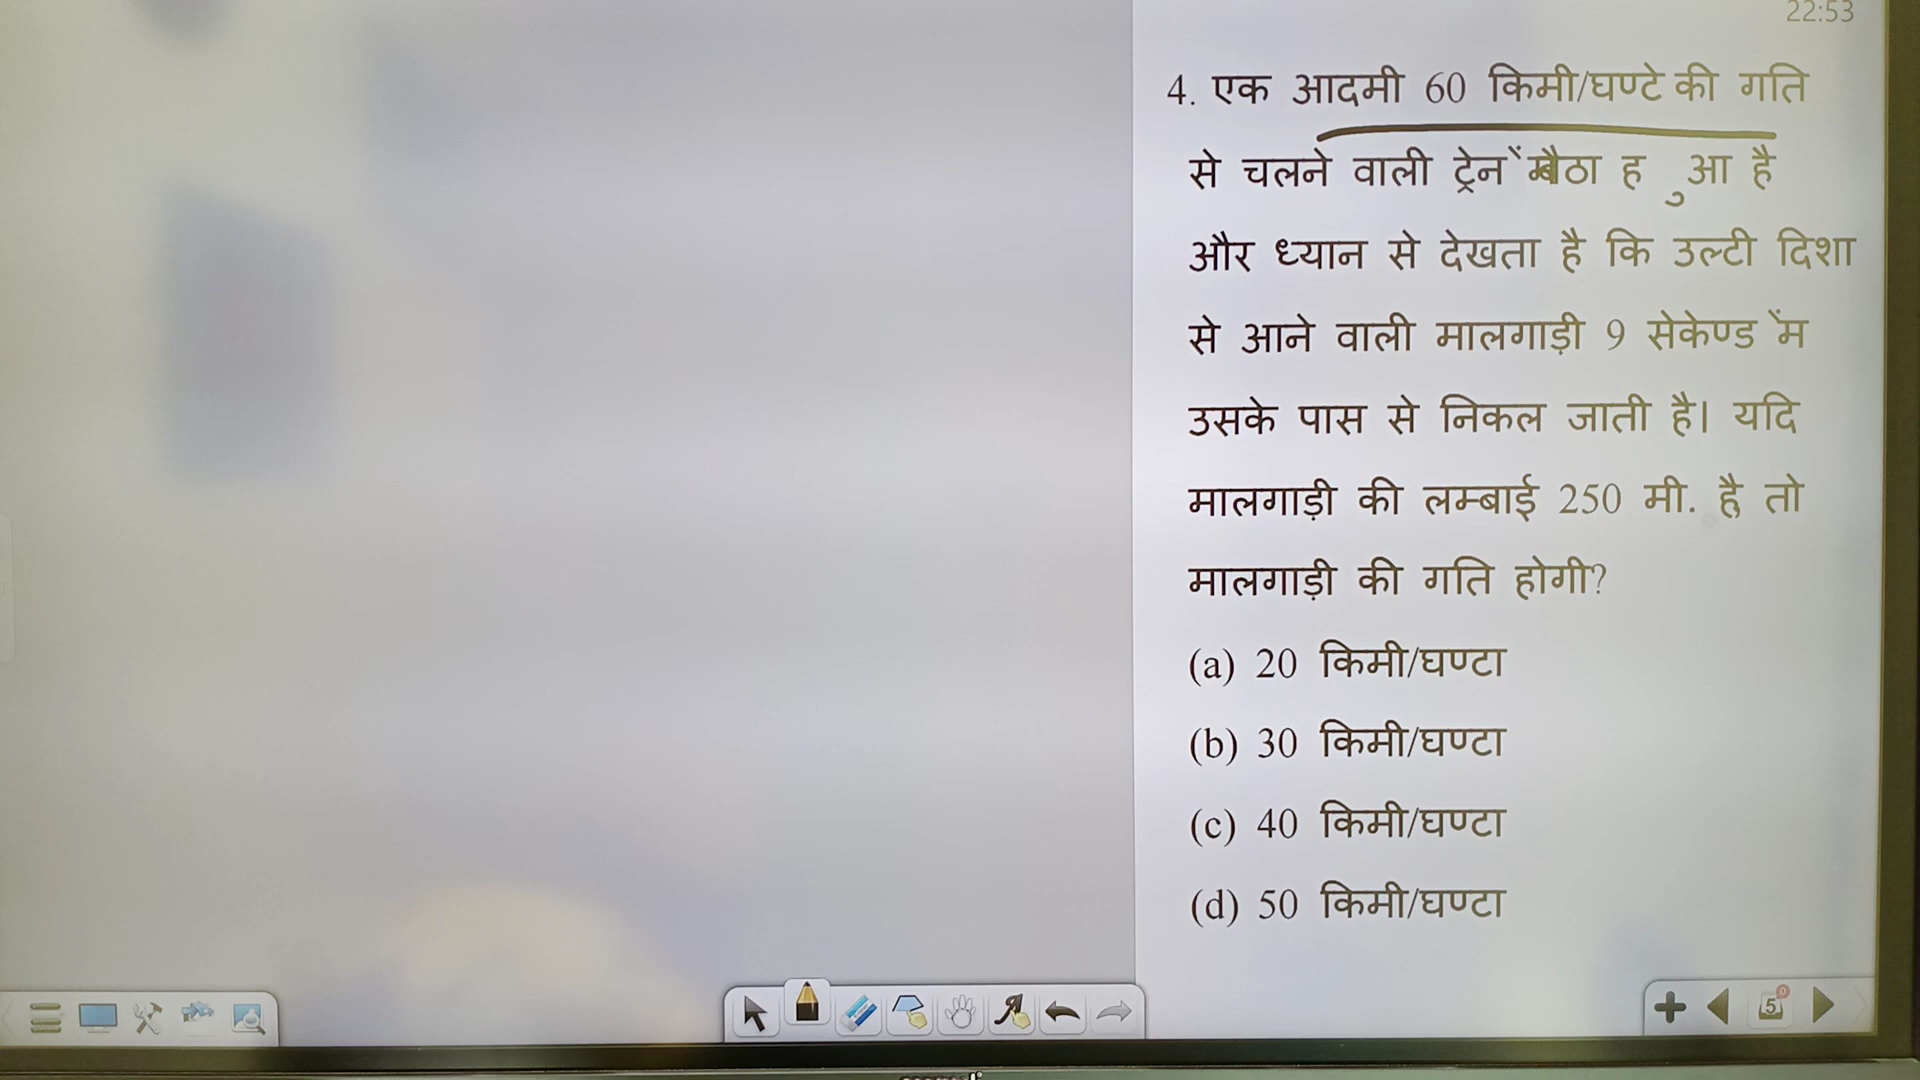 22:53
4. एक आदमी 60 किमी/घण्टे की गति
से चलने वाली ट्रेन में बैठा हुआ है
और ध्यान से देखता है कि उल्टी दिशा
से आने वाली मालगाड़ी 9 सेकेण्ड में
उसके पास से निकल जाती है। यदि
मालगाड़ी की लम्बाई 250 मी. है, तो
मालगाड़ी की गति होगी?
(a) 20 किमी/घण्टा
(b) 30 किमी/घण्टा
(c) 40 किमी/घण्टा
(d) 50 किमी/घण्टा
5